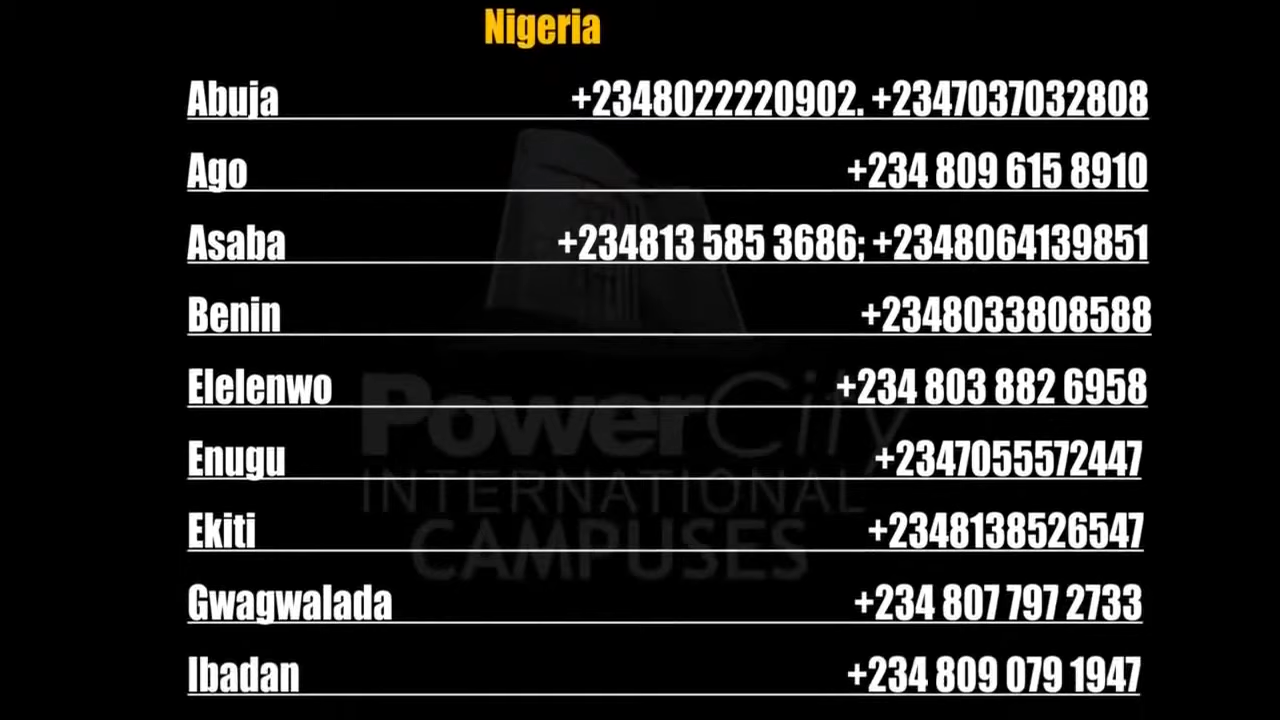 Nigeria
Abuja +2348022220902. +2347037032808
Ago +234 809 615 8910
Asaba +234813 585 3686; +2348064139851
Benin +2348033808588
Elelenwo +234 803 882 6958
Enugu +2347055572447
Ekiti +2348138526547
Gwagwalada +234 807 797 2733
Ibadan +234 809 079 1947
PowerCity
INTERNATIONAL
CAMPUSES